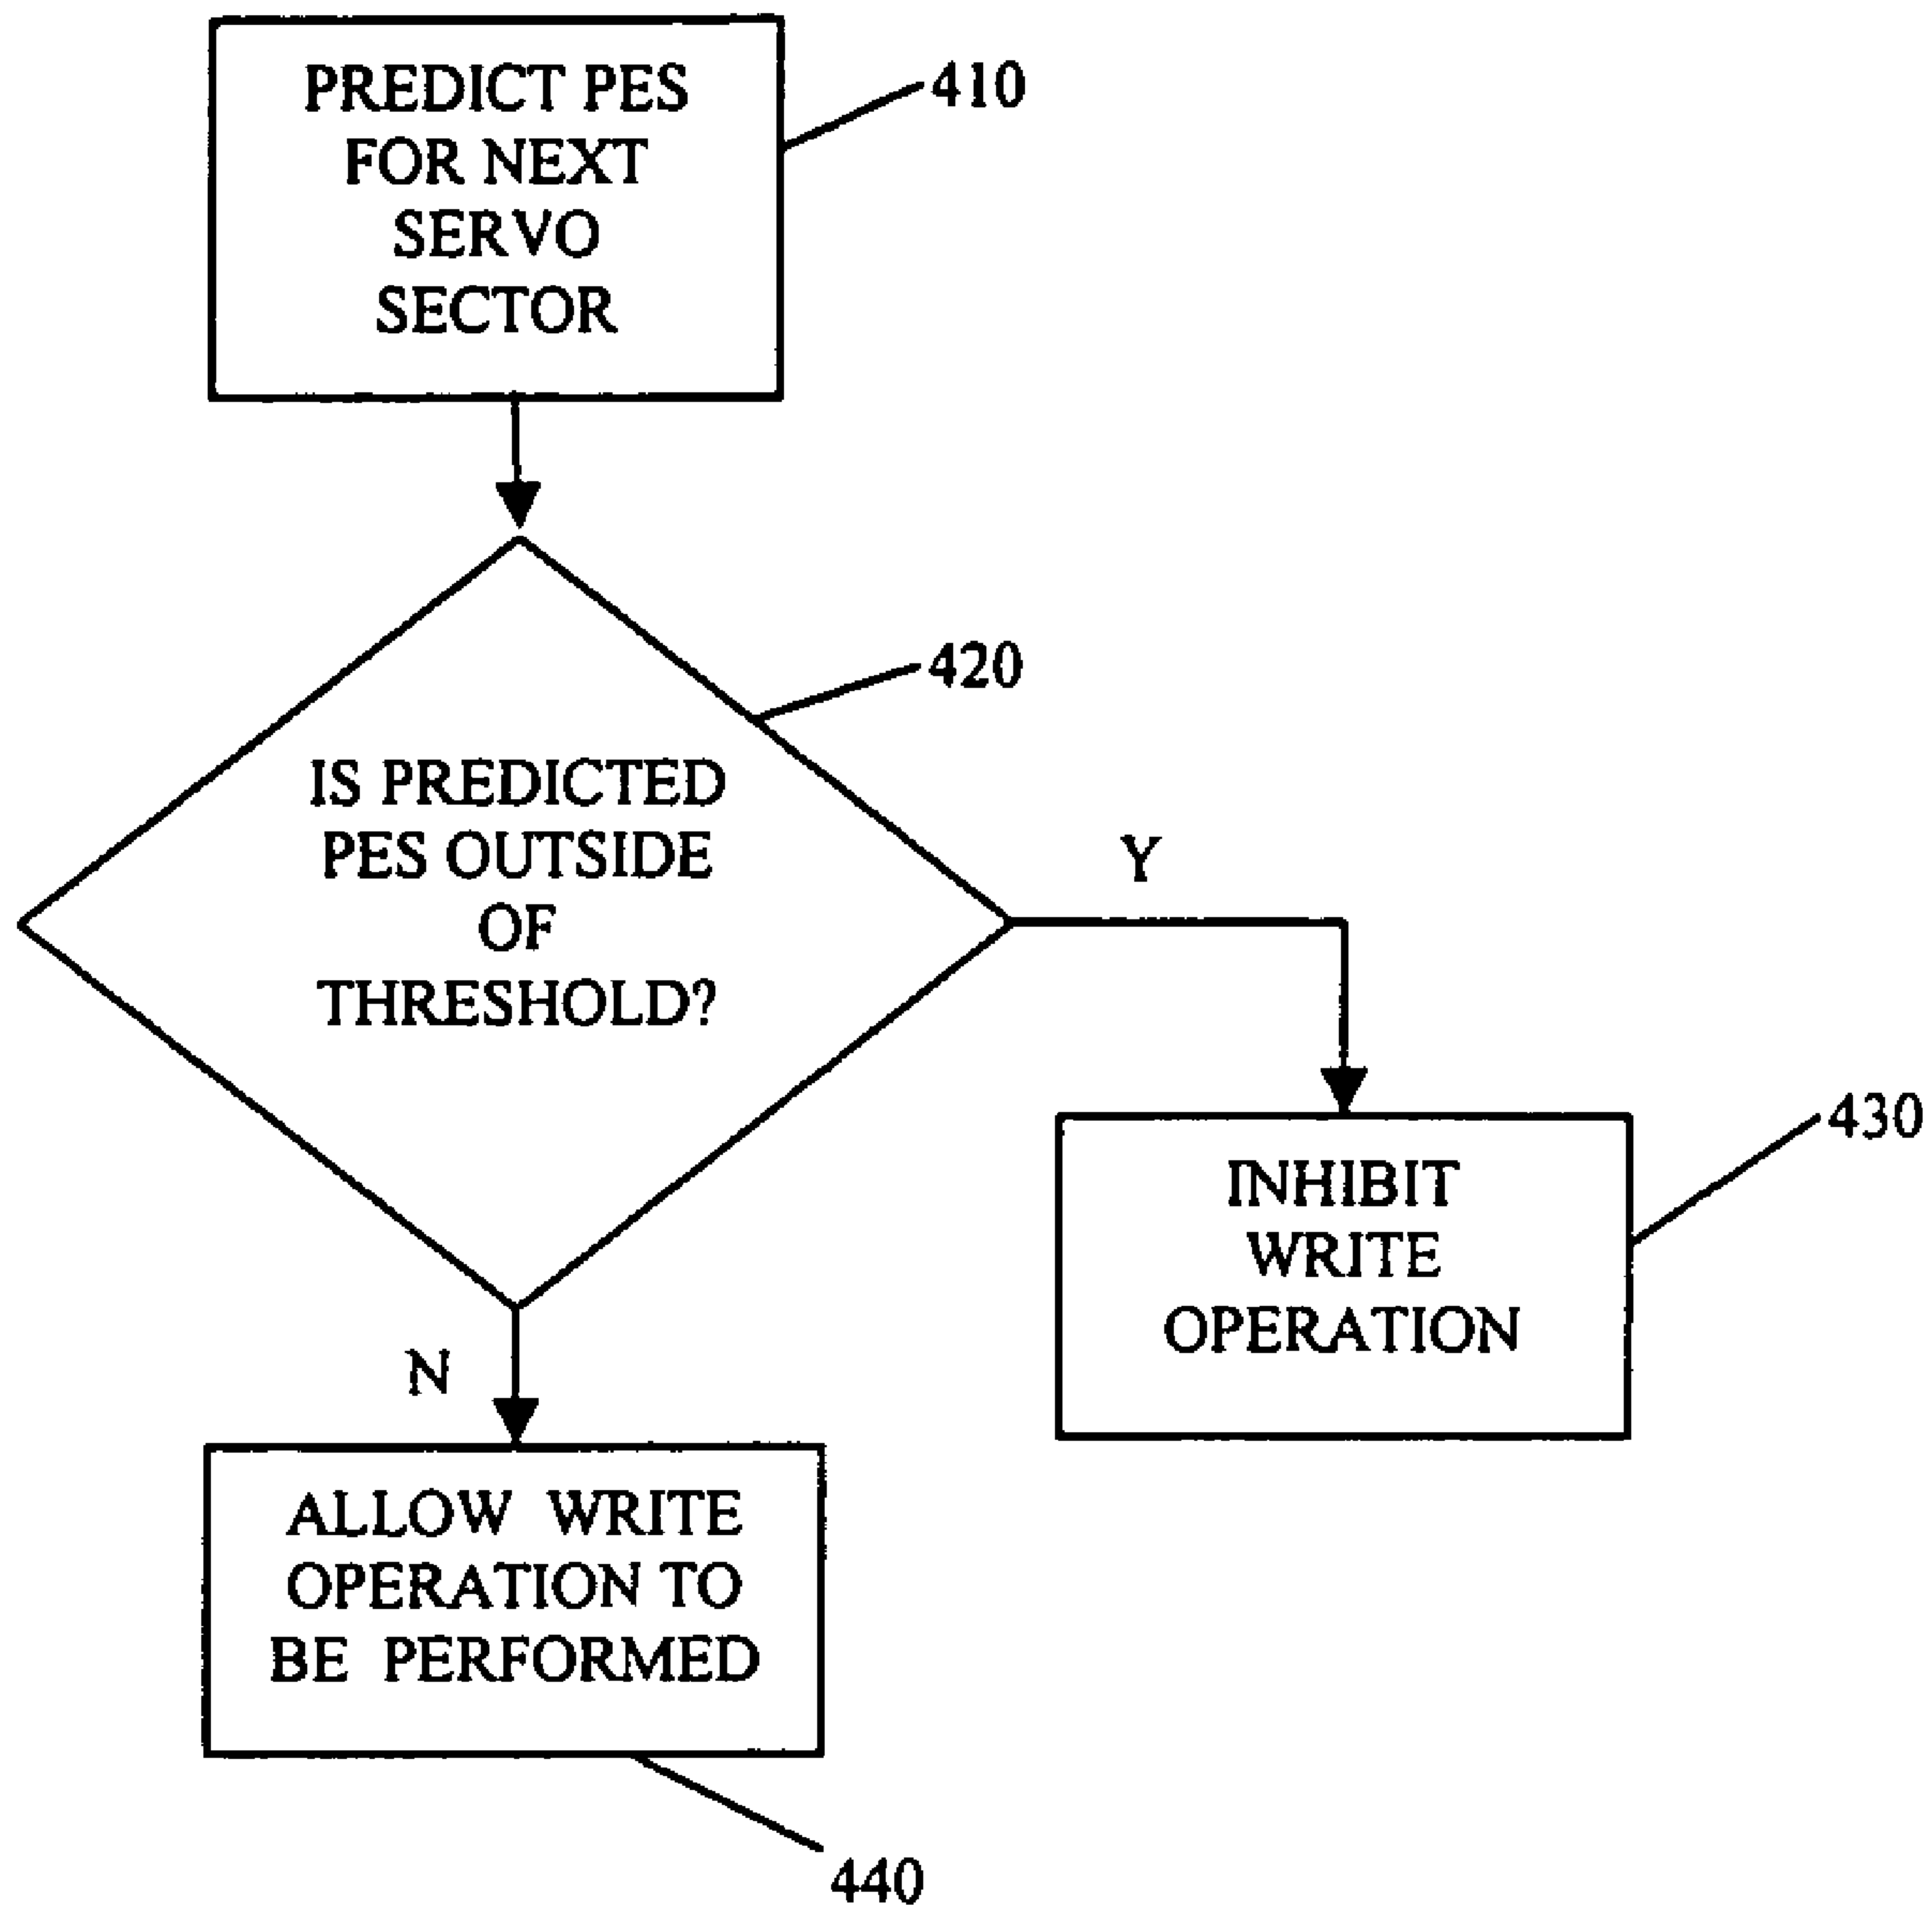 PREDICT PES
FOR NEXT
SERVO
SECTOR
410
420
IS PREDICTED
PES OUTSIDE
OF
THRESHOLD?
Y
430
INHIBIT
WRITE
OPERATION
N
ALLOW WRITE
OPERATION TO
BE PERFORMED
440